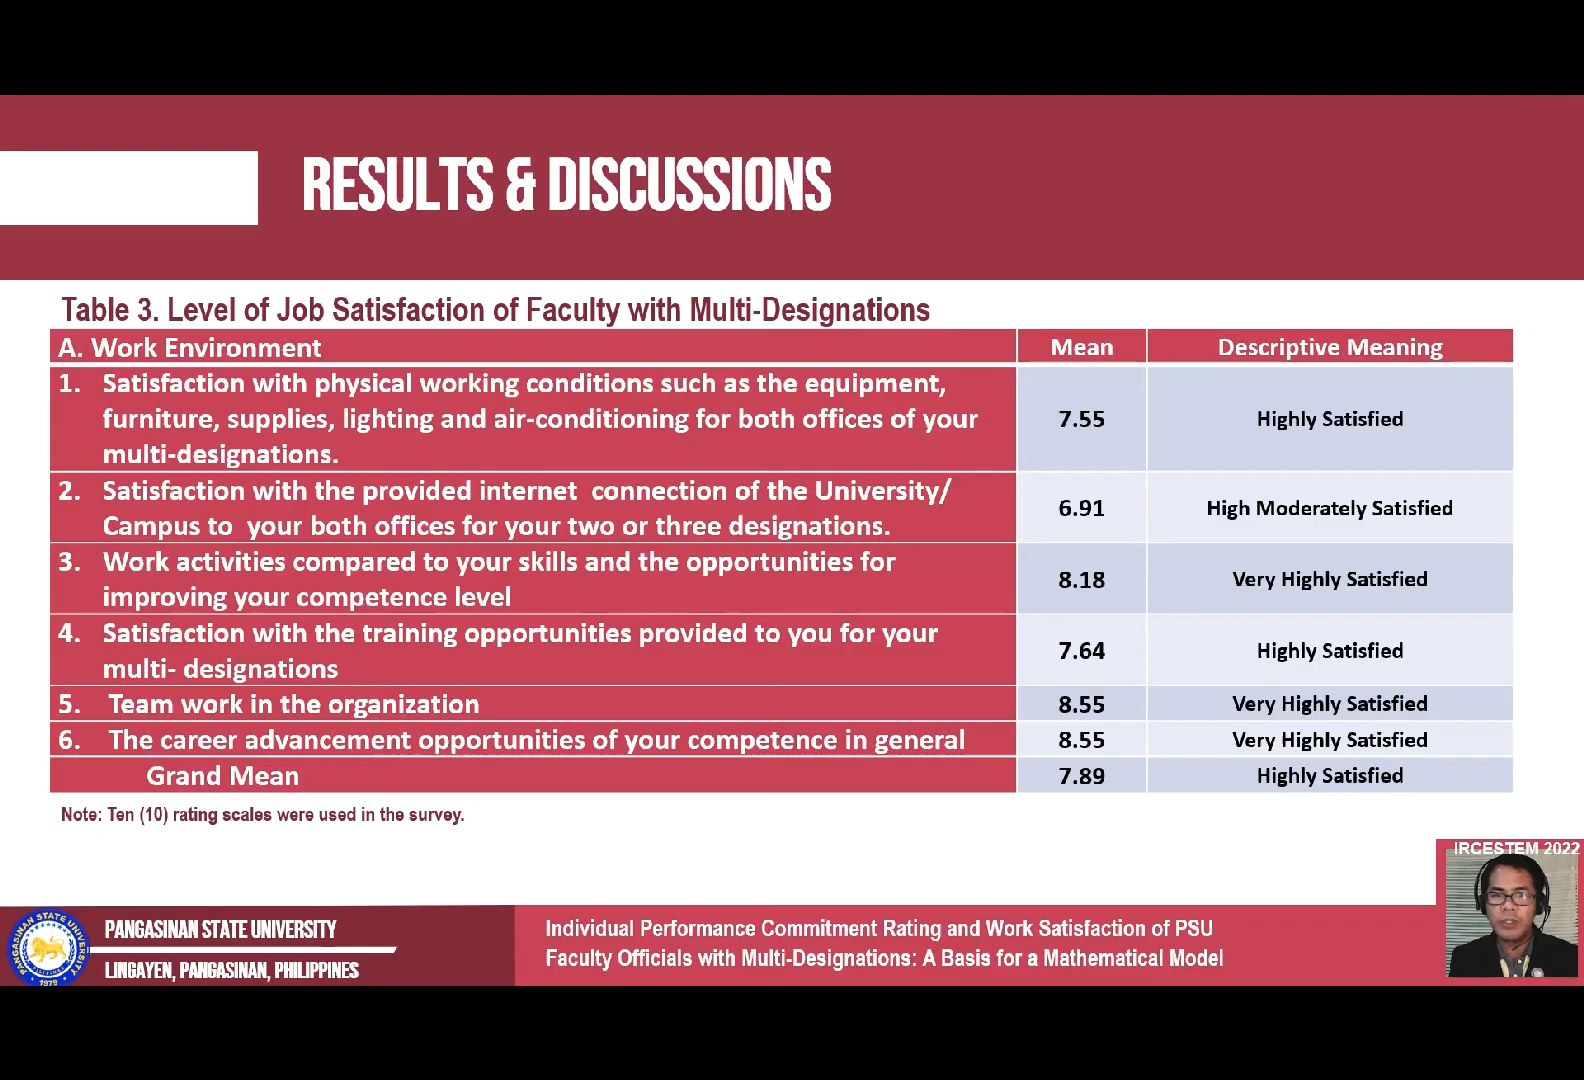 RESULTS & DISCUSSIONS
Table 3. Level of Job Satisfaction of Faculty with Multi-Designations
A. Work Environment Mean Descriptive Meaning
1. Satisfaction with physical working conditions such as the equipment,
furniture, supplies, lighting and air-conditioning for both offices of your
multi-designations.
7.55 Highly Satisfied
2. Satisfaction with the provided internet connection of the University/
Campus to your both offices for your two or three designations.
6.91 High Moderately Satisfied
3. Work activities compared to your skills and the opportunities for
improving your competence level
8.18 Very Highly Satisfied
4. Satisfaction with the training opportunities provided to you for your
multi- designations
7.64 Highly Satisfied
5. Team work in the organization 8.55 Very Highly Satisfied
6. The career advancement opportunities of your competence in general 8.55 Very Highly Satisfied
Grand Mean 7.89 Highly Satisfied
Note: Ten (10) rating scales were used in the survey.
IRCESTEM 2022
PANGASINAN STATE UNIVERSITY
LINGAYEN, PANGASINAN, PHILIPPINES
Individual Performance Commitment Rating and Work Satisfaction of PSU
Faculty Officials with Multi-Designations: A Basis for a Mathematical Model
PANGASINAN STATE UNIVERSITY
1979